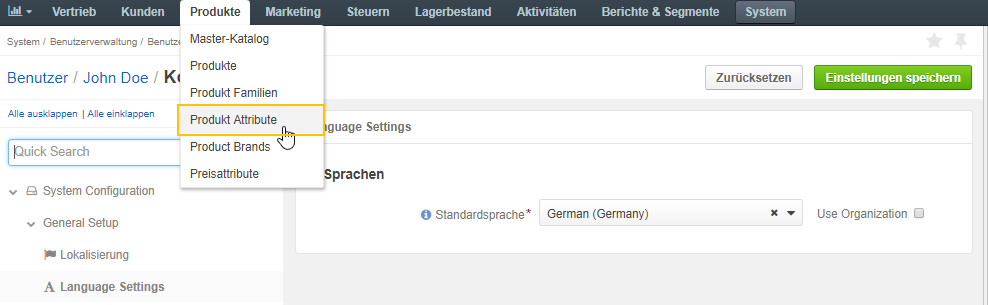 Vertrieb Kunden Produkte Marketing Steuern Lagerbestand Aktivitäten Berichte & Segmente System
System / Benutzerverwaltung / Benutze
Master-Katalog
Produkte
Produkt Familien
Produkt Attribute
Product Brands
Preisattribute
Benutzer / John Doe / Ko
Zurücksetzen Einstellungen speichern
Alle ausklappen | Alle einklappen
Quick Search
System Configuration
General Setup
Lokalisierung
Language Settings
nguage Settings
Sprachen
Standardsprache* German (Germany) Use Organization